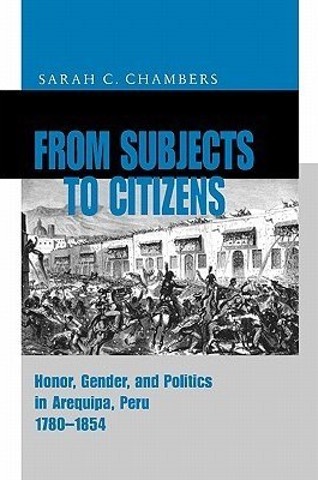 SARAH C. CHAMBERS
FROM SUBJECTS
TO CITIZENS
Honor, Gender, and Politics
in Arequipa, Peru
1780–1854